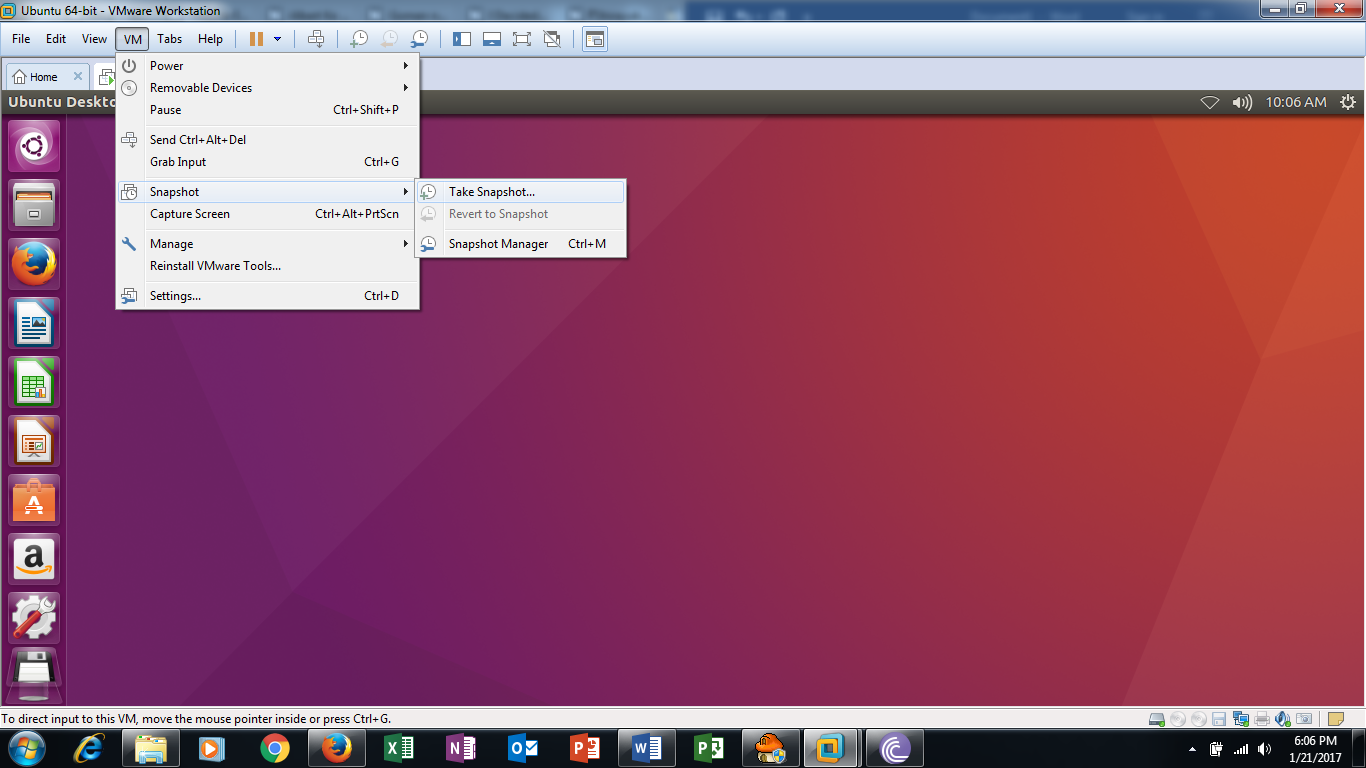 Ubuntu 64-bit - VMware Workstation
File Edit View VM Tabs Help
Home
Ubuntu Deskto
10:06 AM
Power
Removable Devices
Pause Ctrl+Shift+P
Send Ctrl+Alt+Del
Grab Input Ctrl+G
Snapshot
Capture Screen Ctrl+Alt+PrtScn
Manage
Reinstall VMware Tools...
Settings... Ctrl+D
Take Snapshot...
Revert to Snapshot
Snapshot Manager Ctrl+M
To direct input to this VM, move the mouse pointer inside or press Ctrl+G.
6:06 PM
1/21/2017